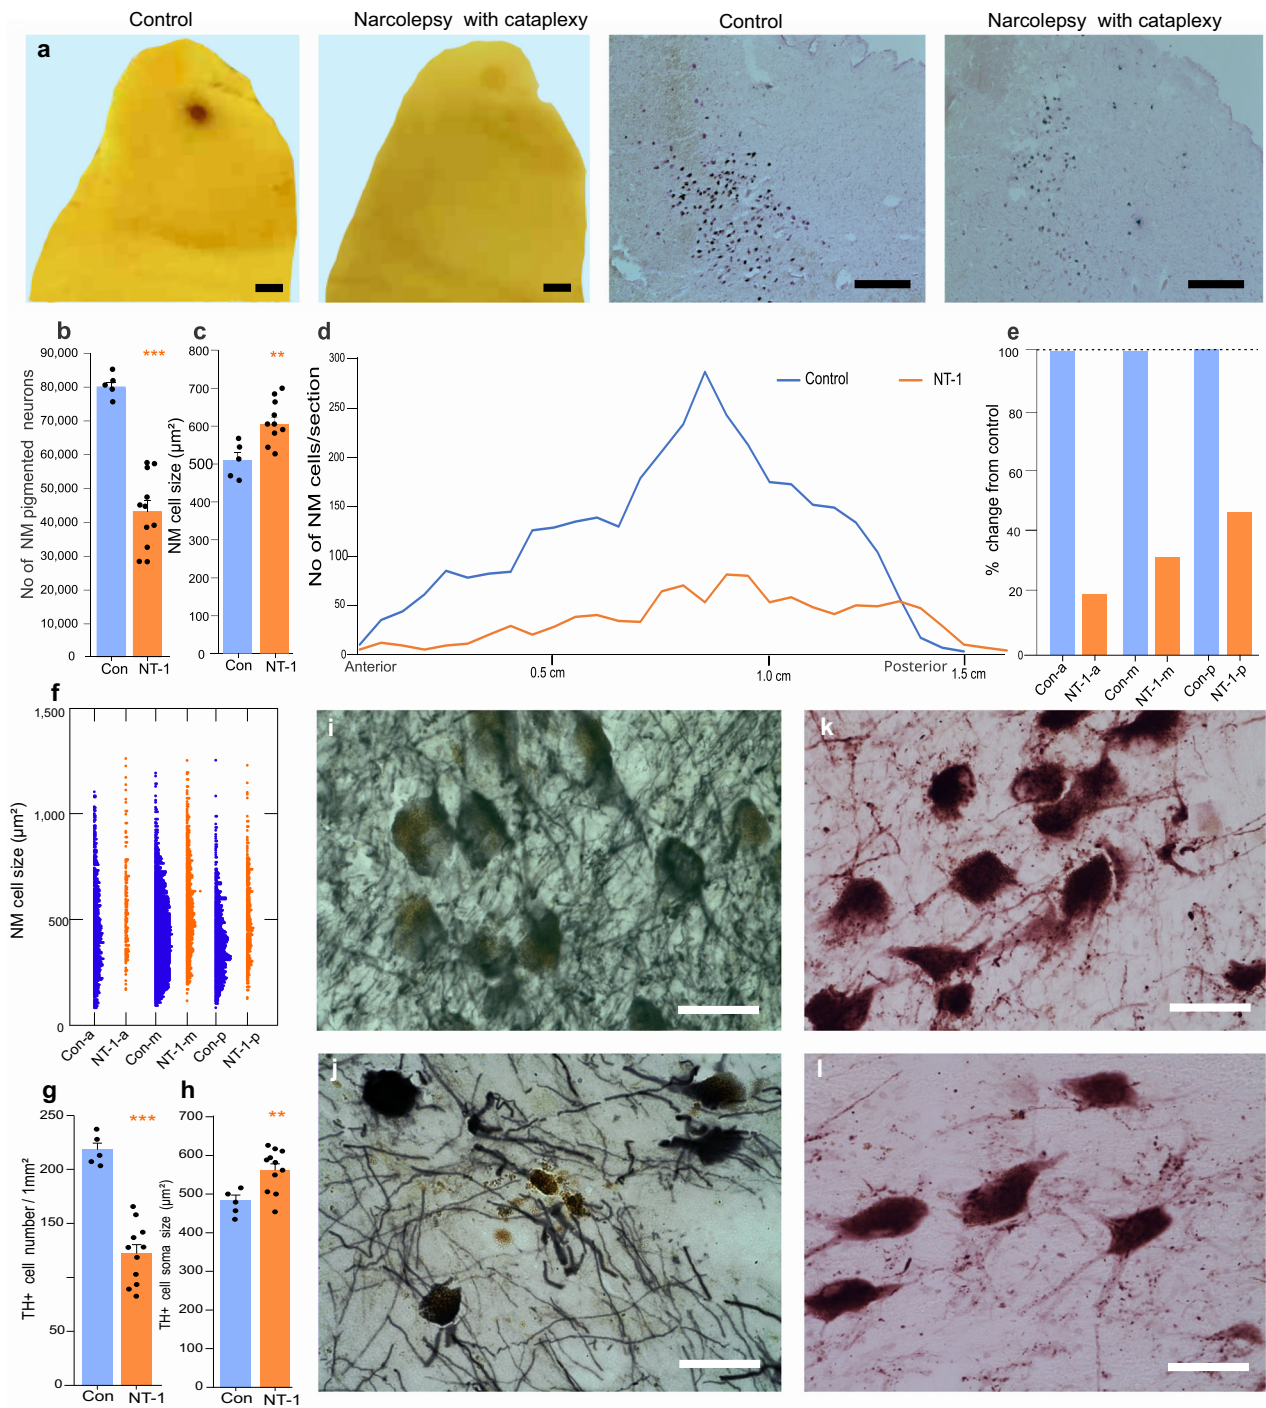 Control
Narcolepsy with cataplexy
Control
Narcolepsy with cataplexy
a
b
***
No of NM pigmented neurons
90,000
80,000
70,000
60,000
50,000
40,000
30,000
20,000
10,000
0
Con
NT-1
c
**
NM cell size (µm²)
800
700
600
500
400
300
200
100
0
Con
NT-1
d
No of NM cells/section
300
250
200
150
100
50
0
Control
NT-1
Anterior
0.5 cm
1.0 cm
Posterior
1.5 cm
e
% change from control
100
80
60
40
20
0
Con-a
NT-1-a
Con-m
NT-1-m
Con-p
NT-1-p
f
NM cell size (µm²)
1,500
1,000
500
0
Con-a
NT-1-a
Con-m
NT-1-m
Con-p
NT-1-p
i
k
j
l
g
***
TH+ cell number / 1mm²
250
200
150
50
0
Con
NT-1
h
**
TH+ cell soma size (µm²)
700
600
500
400
300
200
100
0
Con
NT-1